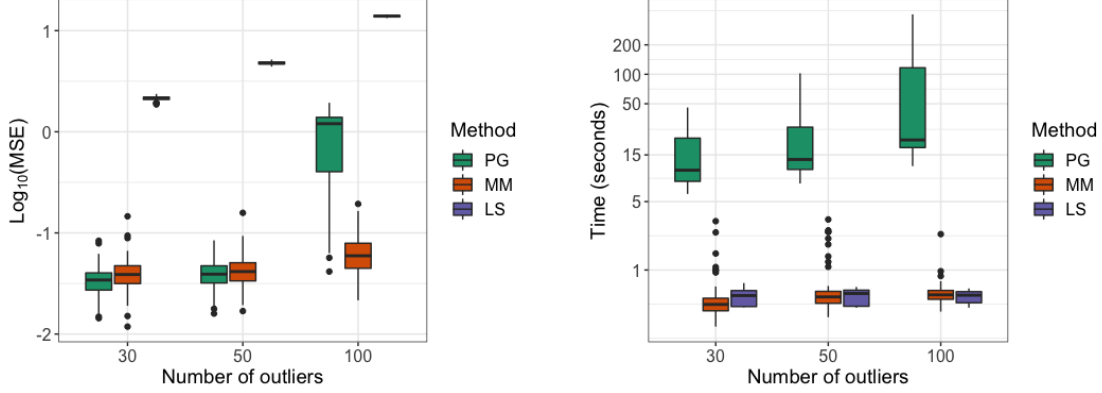 1
0
-1
-2
Log10(MSE)
30
50
100
Number of outliers
Method
PG
MM
LS
200
100
50
15
5
1
Time (seconds)
30
50
100
Number of outliers
Method
PG
MM
LS